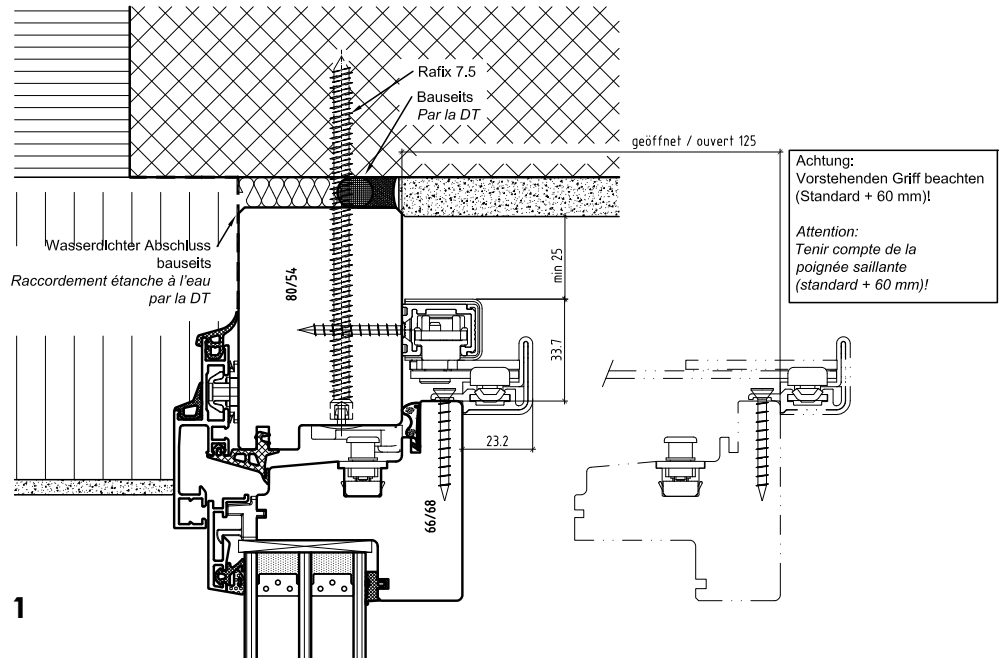 Rafix 7.5
Bauseits
Par la DT
geöffnet / ouvert 125
Achtung:
Vorstehenden Griff beachten
(Standard + 60 mm)!
Attention:
Tenir compte de la
poignée saillante
(standard + 60 mm)!
Wasserdichter Abschluss
bauseits
Raccordement étanche à l'eau
par la DT
80/54
min 25
33.7
23.2
66/68
1